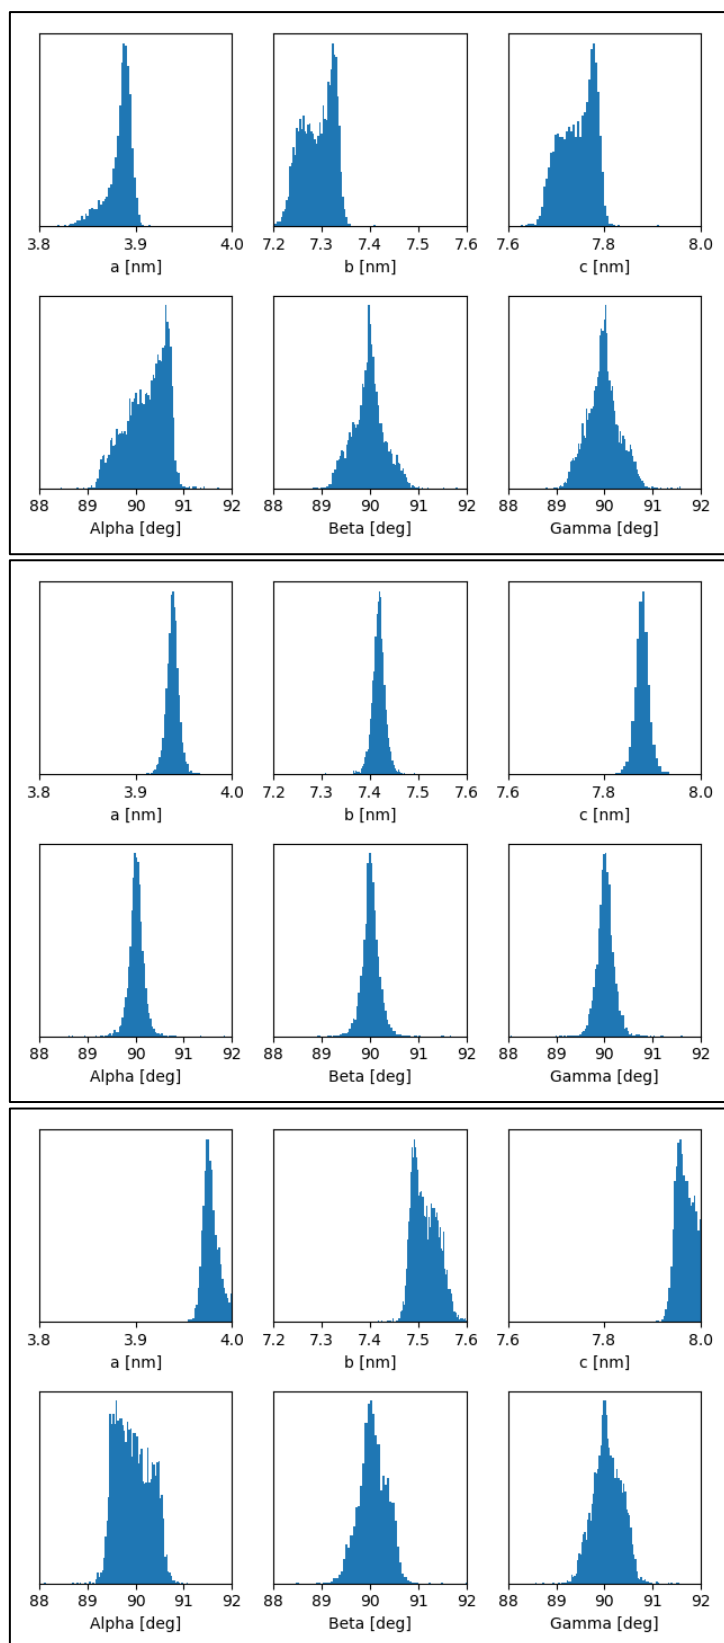 3.8 3.9 4.0 7.2 7.3 7.4 7.5 7.6 7.6 7.8 8.0
a [nm] b [nm] c [nm]
88 89 90 91 92 88 89 90 91 92 88 89 90 91 92
Alpha [deg] Beta [deg] Gamma [deg]
3.8 3.9 4.0 7.2 7.3 7.4 7.5 7.6 7.6 7.8 8.0
a [nm] b [nm] c [nm]
88 89 90 91 92 88 89 90 91 92 88 89 90 91 92
Alpha [deg] Beta [deg] Gamma [deg]
3.8 3.9 4.0 7.2 7.3 7.4 7.5 7.6 7.6 7.8 8.0
a [nm] b [nm] c [nm]
88 89 90 91 92 88 89 90 91 92 88 89 90 91 92
Alpha [deg] Beta [deg] Gamma [deg]